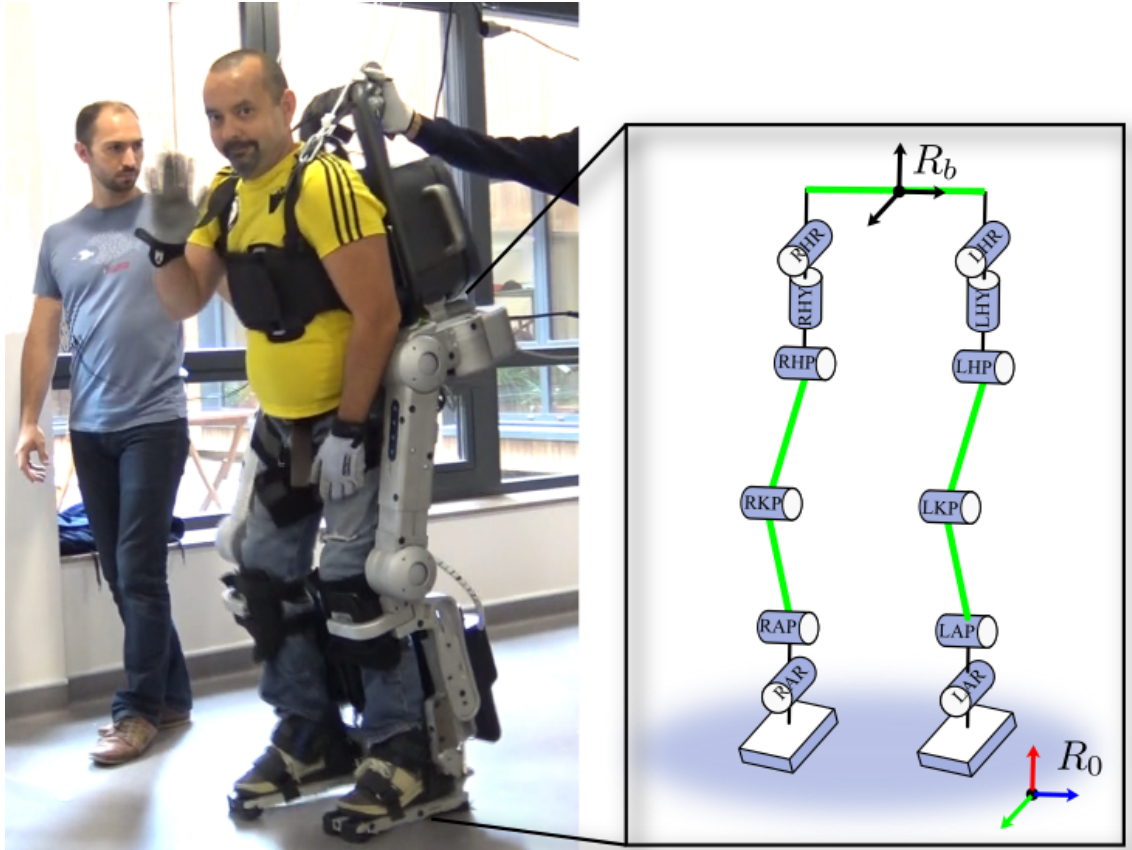 R_b
RHR LHR
RHY LHY
RHP LHP
RKP LKP
RAP LAP
RAR LAR
R_0